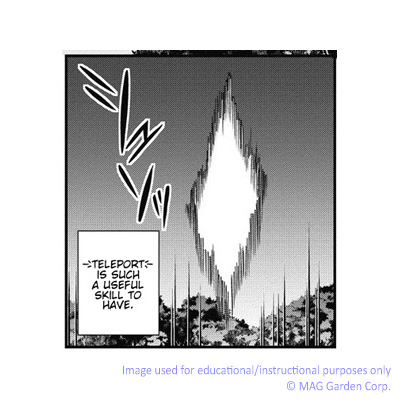 -TELEPORT-
IS SUCH
A USEFUL
SKILL TO
HAVE.
Image used for educational/instructional purposes only
© MAG Garden Corp.